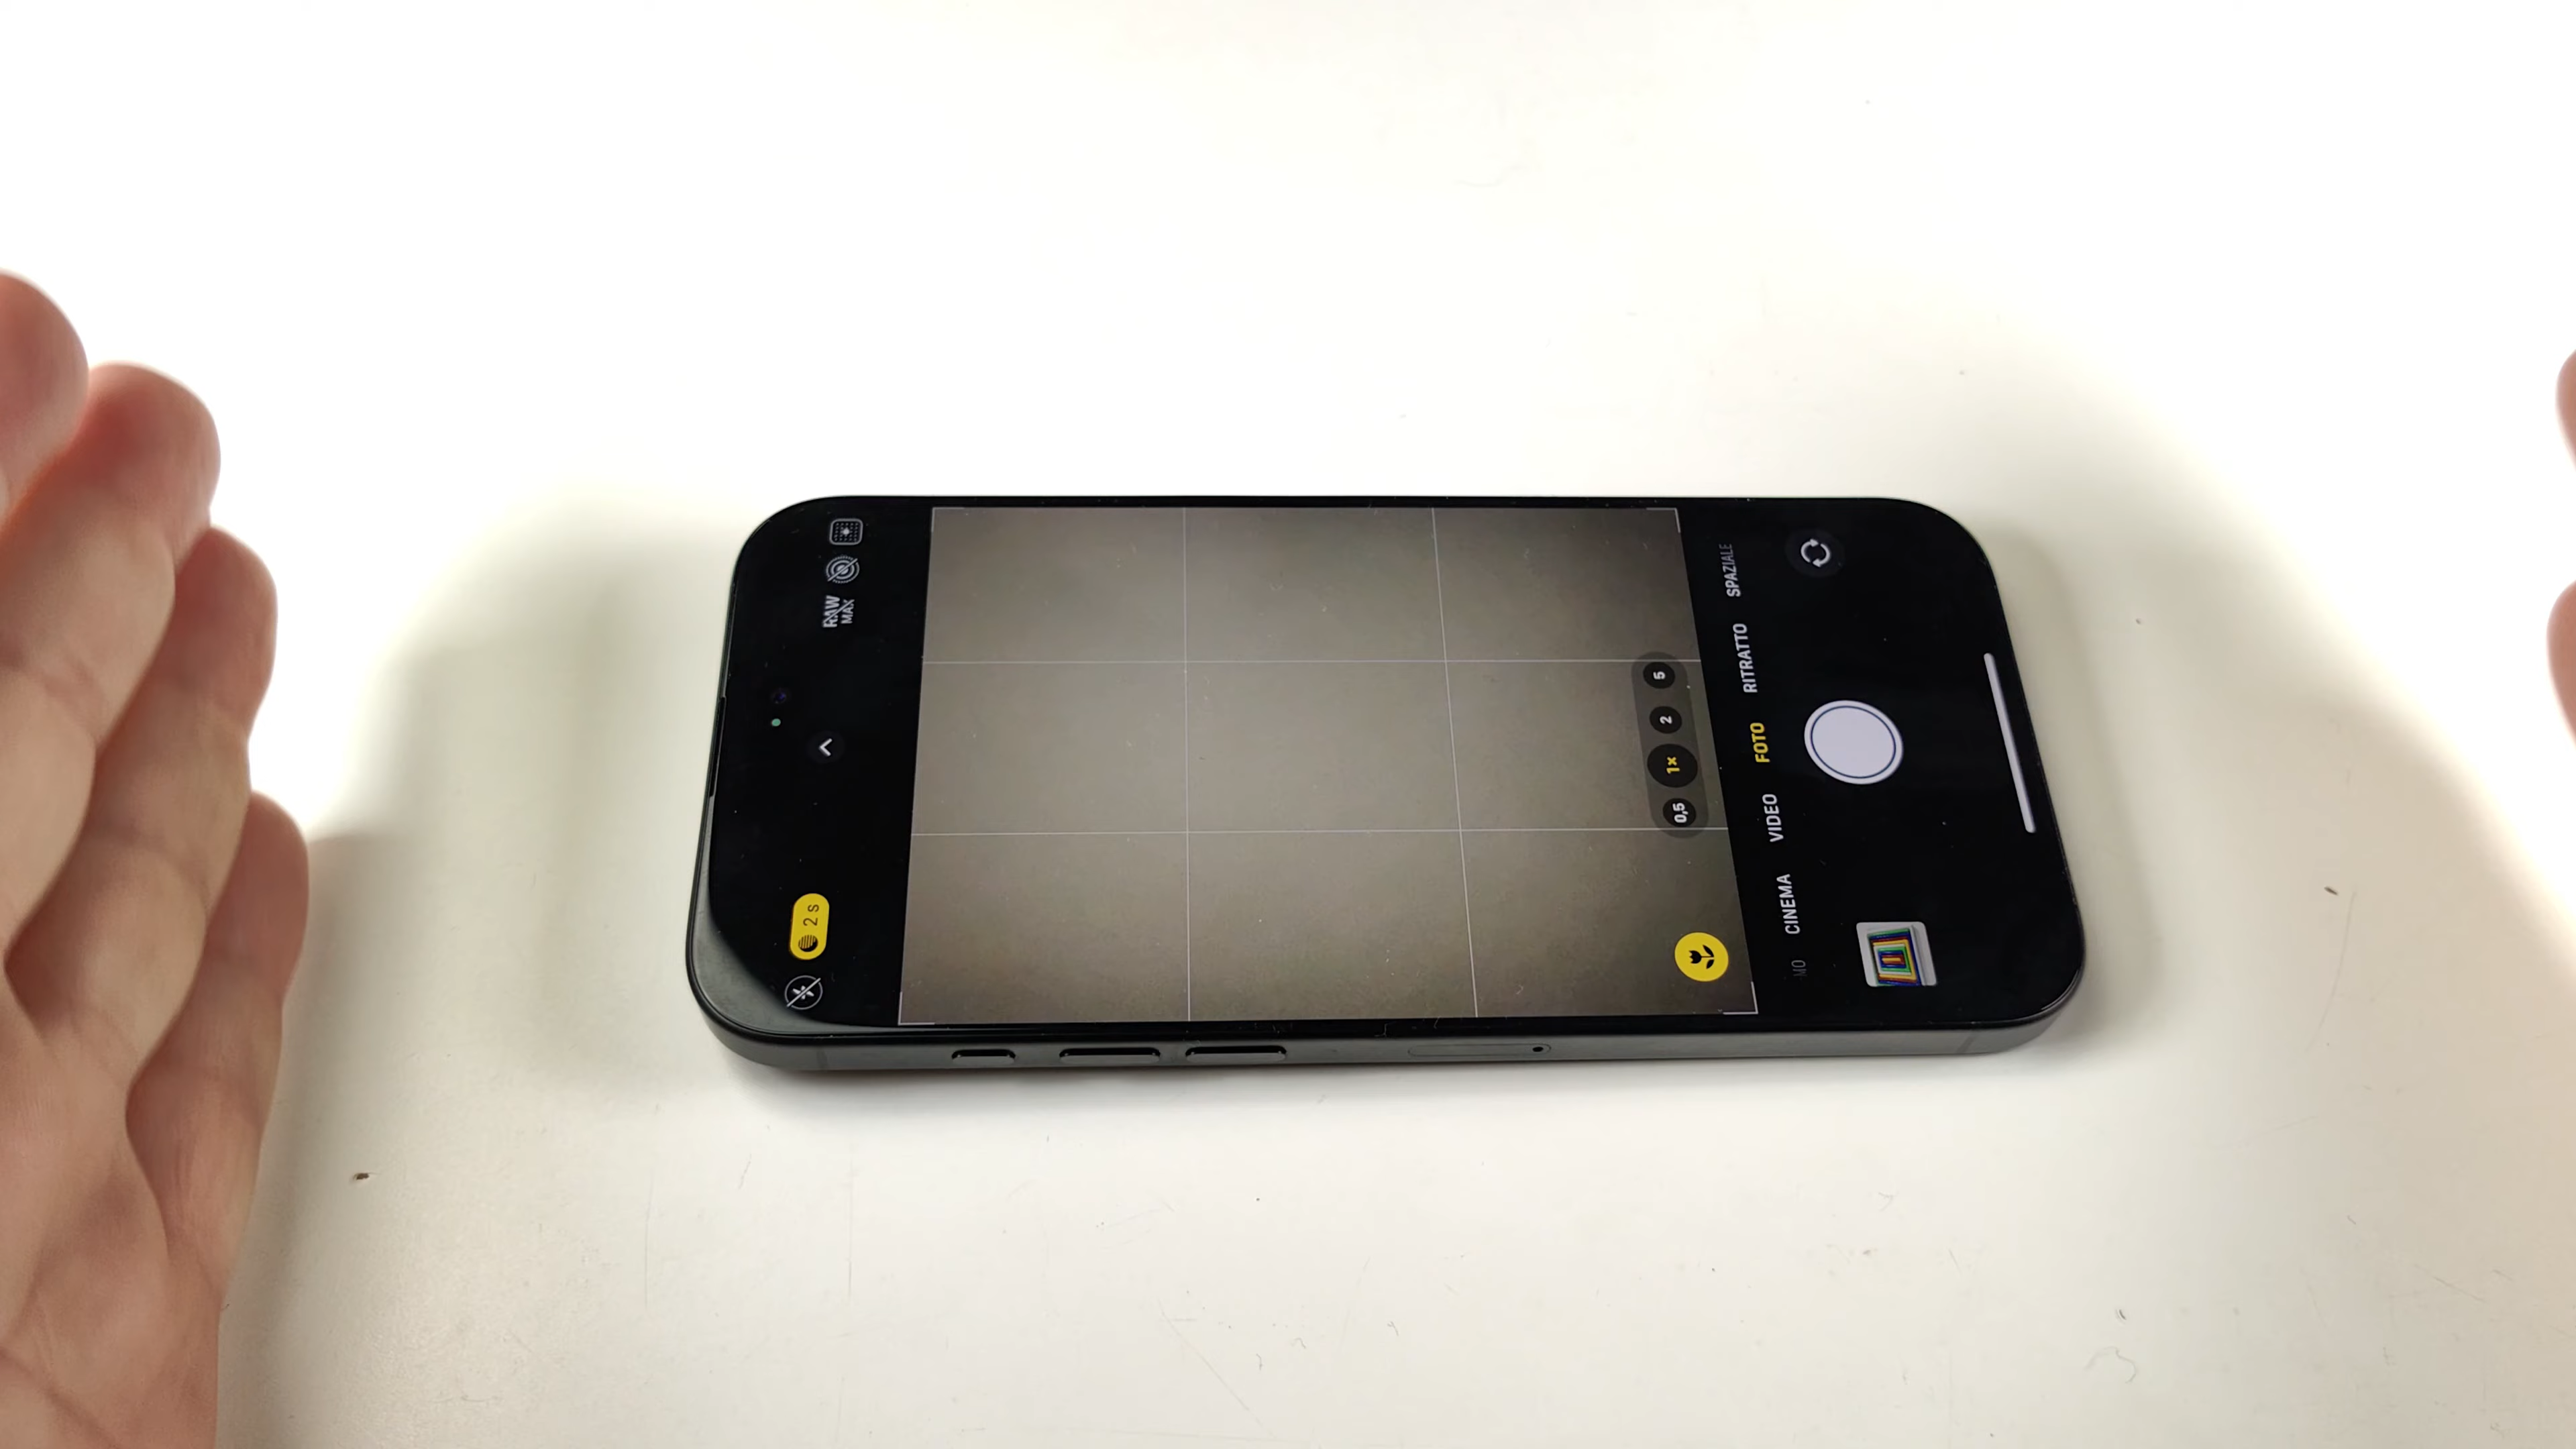 2 s
RAW
MAX
0,5
1×
2
5
CINEMA
VIDEO
FOTO
RITRATTO
SPAZIALE